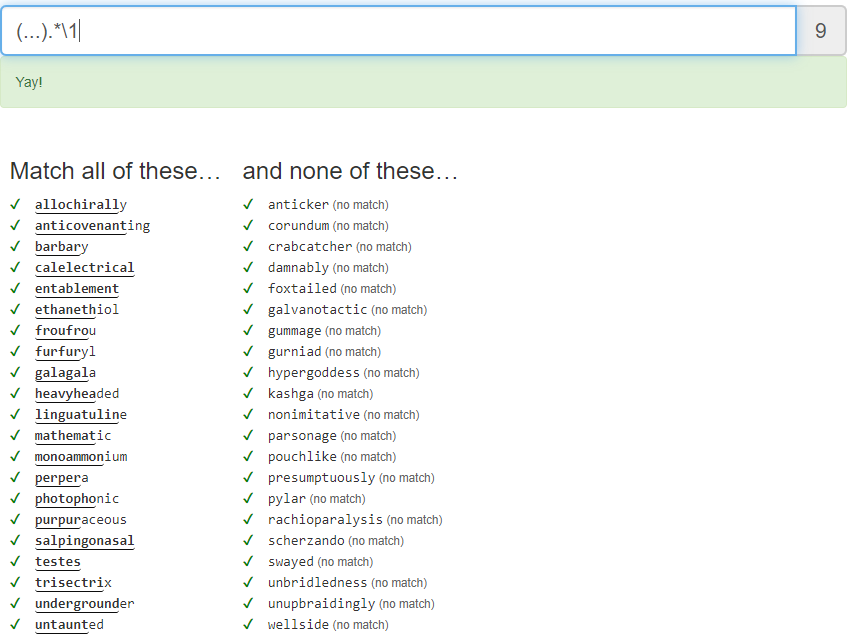 (...).*\1 9
Yay!
Match all of these… and none of these…
✓ allochirally ✓ anticker (no match)
✓ anticovenanting ✓ corundum (no match)
✓ barbary ✓ crabcatcher (no match)
✓ calelectrical ✓ damnably (no match)
✓ entablement ✓ foxtailed (no match)
✓ ethanethiol ✓ galvanotactic (no match)
✓ froufrou ✓ gummage (no match)
✓ furfuryl ✓ gurniad (no match)
✓ galagala ✓ hypergoddess (no match)
✓ heavyheaded ✓ kashga (no match)
✓ linguatuline ✓ nonimitative (no match)
✓ mathematic ✓ parsonage (no match)
✓ monoammonium ✓ pouchlike (no match)
✓ perpera ✓ presumptuously (no match)
✓ photophonic ✓ pylar (no match)
✓ purpuraceous ✓ rachioparalysis (no match)
✓ salpingonasal ✓ scherzando (no match)
✓ testes ✓ swayed (no match)
✓ trisectrix ✓ unbridledness (no match)
✓ undergrounder ✓ unupbraidingly (no match)
✓ untaunted ✓ wellside (no match)